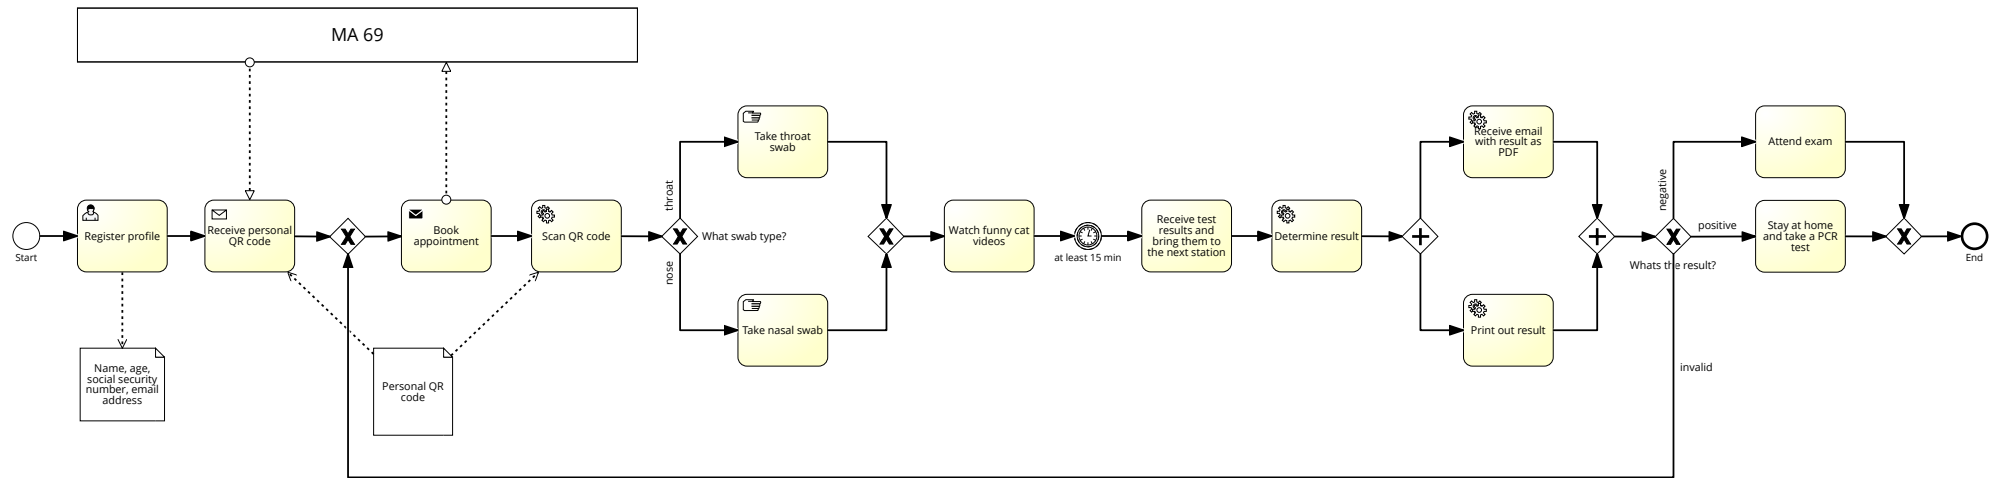 MA 69
Start
Register profile
Receive personal
QR code
Book
appointment
Scan QR code
Name, age,
social security
number, email
address
Personal QR
code
throat
What swab type?
nose
Take throat
swab
Take nasal swab
Watch funny cat
videos
at least 15 min
Receive test
results and
bring them to
the next station
Determine result
Receive email
with result as
PDF
Print out result
negative
positive
Whats the result?
invalid
Attend exam
Stay at home
and take a PCR
test
End